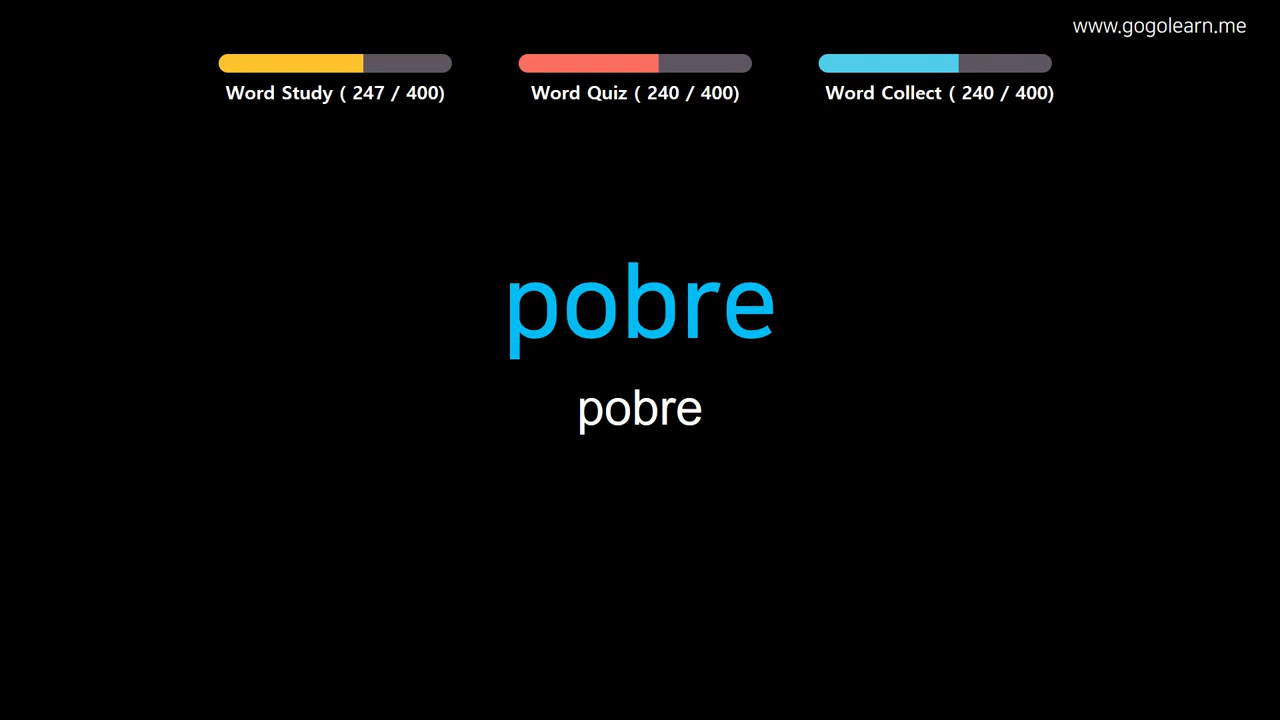 www.gogolearn.me
Word Study ( 247 / 400)
Word Quiz ( 240 / 400)
Word Collect ( 240 / 400)
pobre
pobre